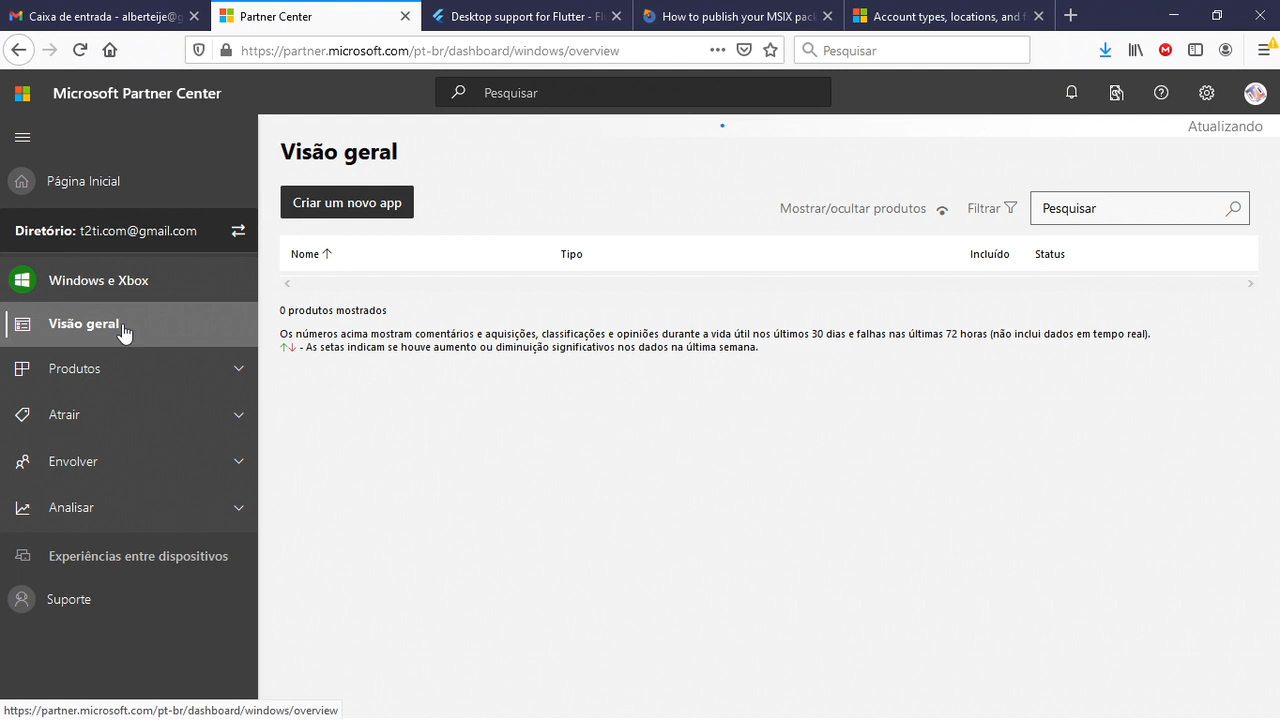 Caixa de entrada - alberteije@g
Partner Center
Desktop support for Flutter - Fl
How to publish your MSIX pac
Account types, locations, and f
https://partner.microsoft.com/pt-br/dashboard/windows/overview
Pesquisar
Microsoft Partner Center
Pesquisar
Atualizando
Visão geral
Página Inicial
Criar um novo app
Mostrar/ocultar produtos
Filtrar
Pesquisar
Diretório: t2ti.com@gmail.com
Nome
Tipo
Incluído
Status
Windows e Xbox
0 produtos mostrados
Visão geral
Os números acima mostram comentários e aquisições, classificações e opiniões durante a vida útil nos últimos 30 dias e falhas nas últimas 72 horas (não inclui dados em tempo real).
↑↓ - As setas indicam se houve aumento ou diminuição significativos nos dados na última semana.
Produtos
Atrair
Envolver
Analisar
Experiências entre dispositivos
Suporte
https://partner.microsoft.com/pt-br/dashboard/windows/overview